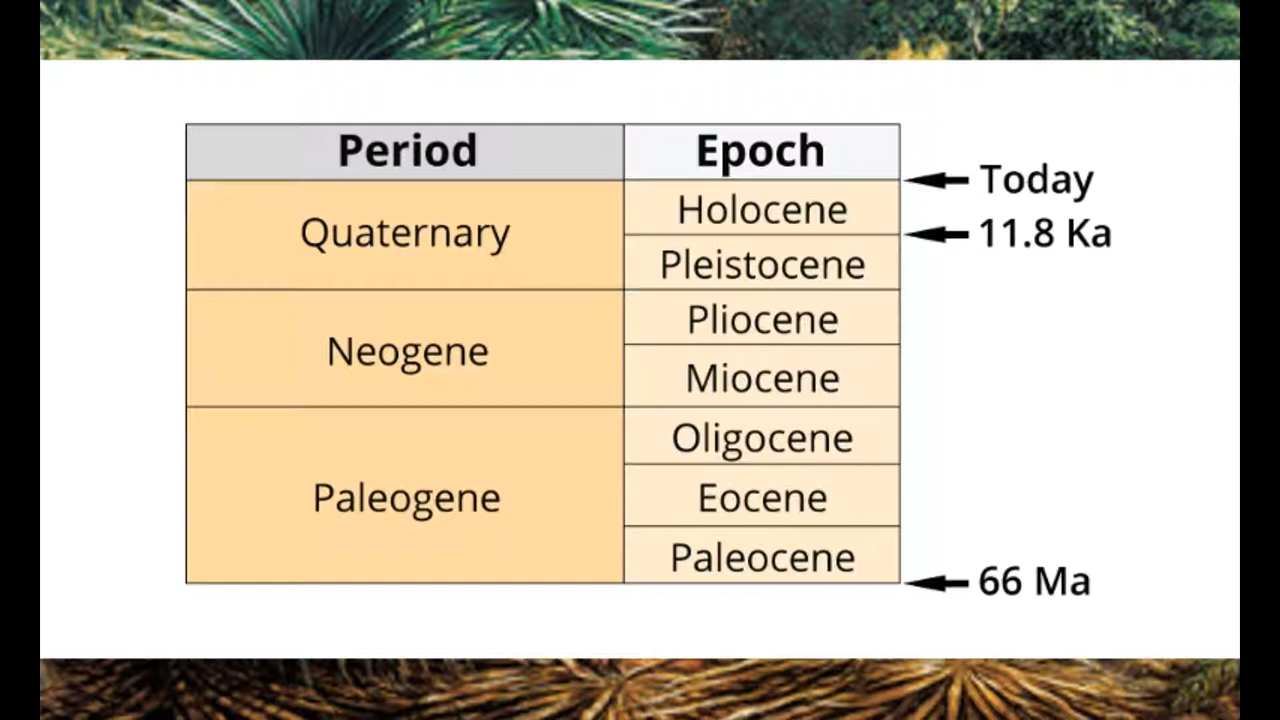 Period Epoch
Today
Quaternary Holocene
11.8 Ka
Pleistocene
Neogene Pliocene
Miocene
Paleogene Oligocene
Eocene
Paleocene
66 Ma